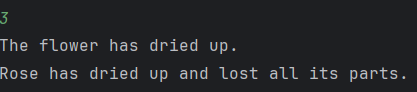 3
The flower has dried up.
Rose has dried up and lost all its parts.